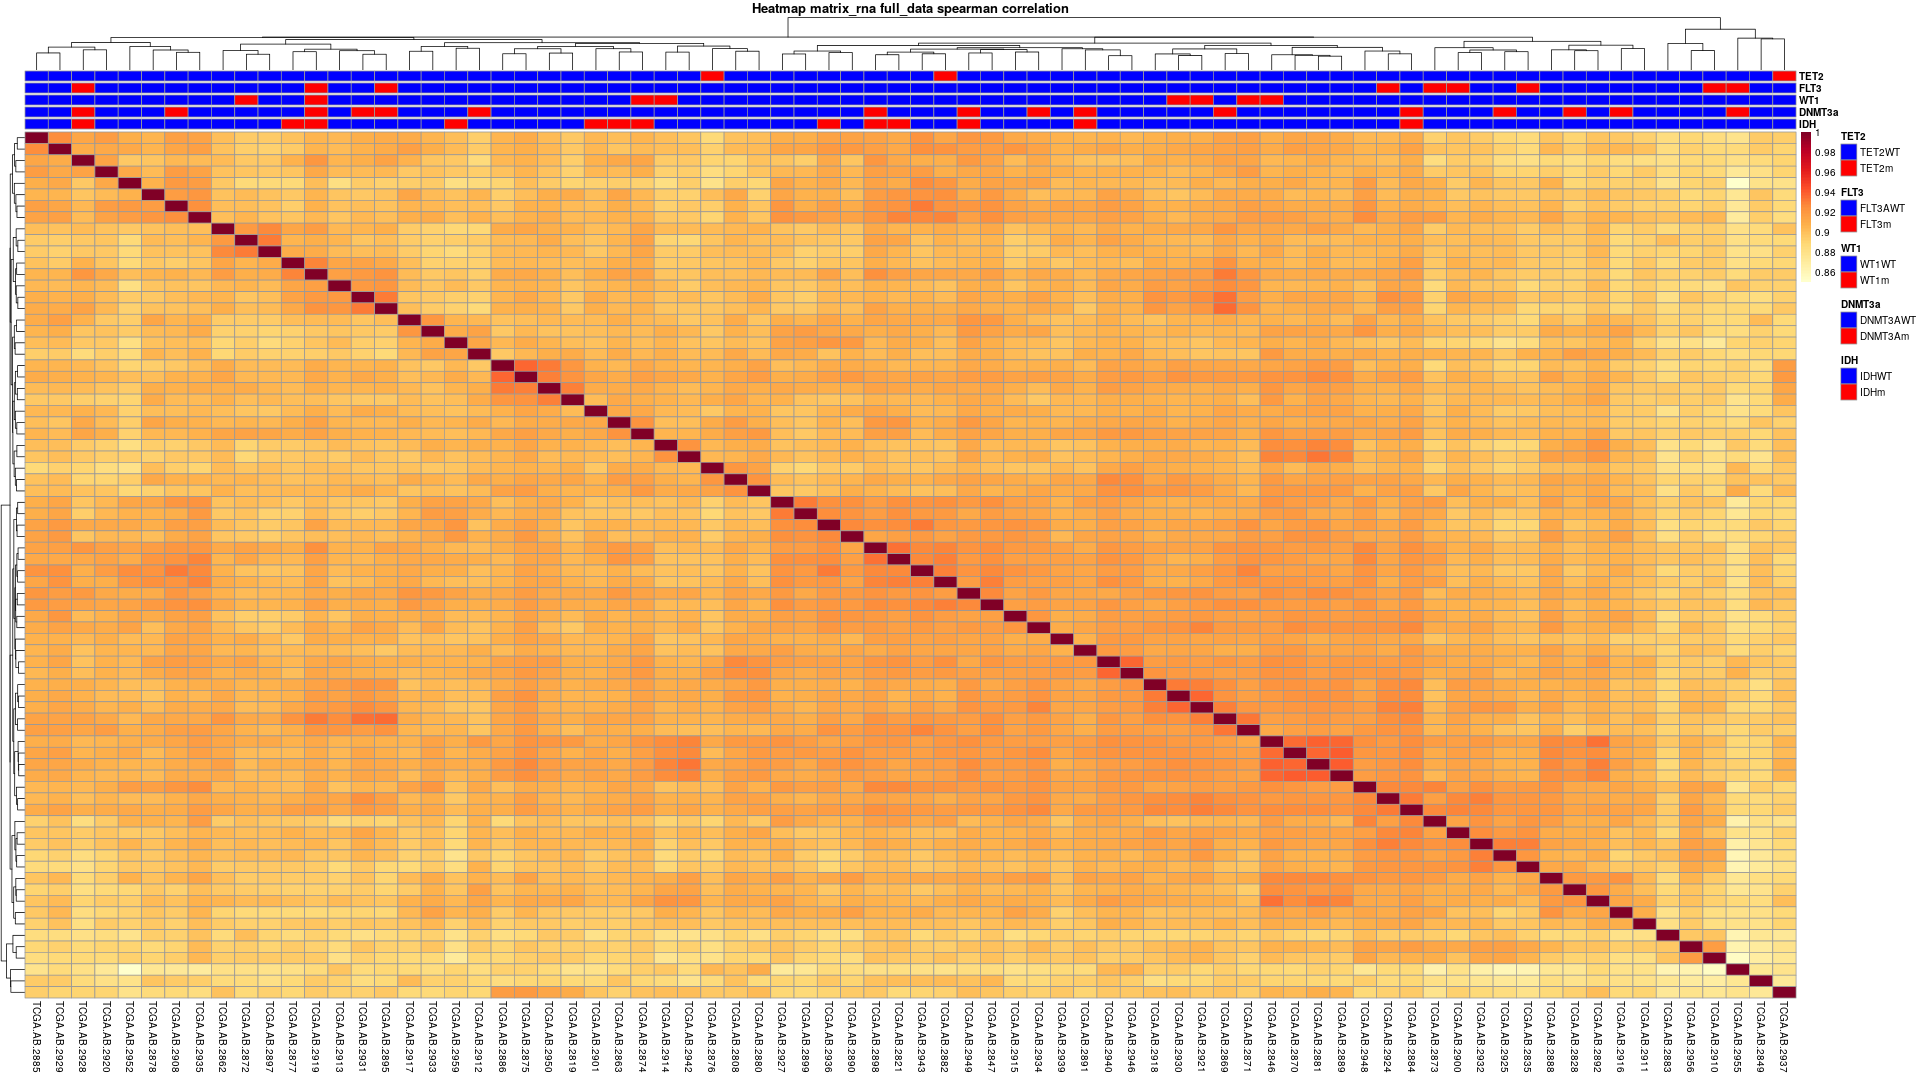 Heatmap matrix_rna full_data spearman correlation
TET2
FLT3
WT1
DNMT3a
IDH
1
0.98
0.96
0.94
0.92
0.9
0.88
0.86
TET2
TET2WT
TET2m
FLT3
FLT3AWT
FLT3m
WT1
WT1WT
WT1m
DNMT3a
DNMT3AWT
DNMT3Am
IDH
IDHWT
IDHm
TCGA.AB.2885
TCGA.AB.2929
TCGA.AB.2928
TCGA.AB.2920
TCGA.AB.2952
TCGA.AB.2878
TCGA.AB.2908
TCGA.AB.2935
TCGA.AB.2862
TCGA.AB.2872
TCGA.AB.2897
TCGA.AB.2877
TCGA.AB.2919
TCGA.AB.2913
TCGA.AB.2931
TCGA.AB.2895
TCGA.AB.2917
TCGA.AB.2933
TCGA.AB.2959
TCGA.AB.2912
TCGA.AB.2886
TCGA.AB.2875
TCGA.AB.2950
TCGA.AB.2819
TCGA.AB.2901
TCGA.AB.2863
TCGA.AB.2874
TCGA.AB.2914
TCGA.AB.2942
TCGA.AB.2876
TCGA.AB.2808
TCGA.AB.2880
TCGA.AB.2927
TCGA.AB.2899
TCGA.AB.2936
TCGA.AB.2890
TCGA.AB.2898
TCGA.AB.2821
TCGA.AB.2943
TCGA.AB.2882
TCGA.AB.2949
TCGA.AB.2847
TCGA.AB.2915
TCGA.AB.2934
TCGA.AB.2939
TCGA.AB.2891
TCGA.AB.2940
TCGA.AB.2946
TCGA.AB.2918
TCGA.AB.2930
TCGA.AB.2921
TCGA.AB.2869
TCGA.AB.2871
TCGA.AB.2846
TCGA.AB.2870
TCGA.AB.2881
TCGA.AB.2889
TCGA.AB.2948
TCGA.AB.2924
TCGA.AB.2884
TCGA.AB.2873
TCGA.AB.2900
TCGA.AB.2932
TCGA.AB.2925
TCGA.AB.2835
TCGA.AB.2888
TCGA.AB.2828
TCGA.AB.2892
TCGA.AB.2916
TCGA.AB.2911
TCGA.AB.2883
TCGA.AB.2956
TCGA.AB.2910
TCGA.AB.2955
TCGA.AB.2849
TCGA.AB.2937